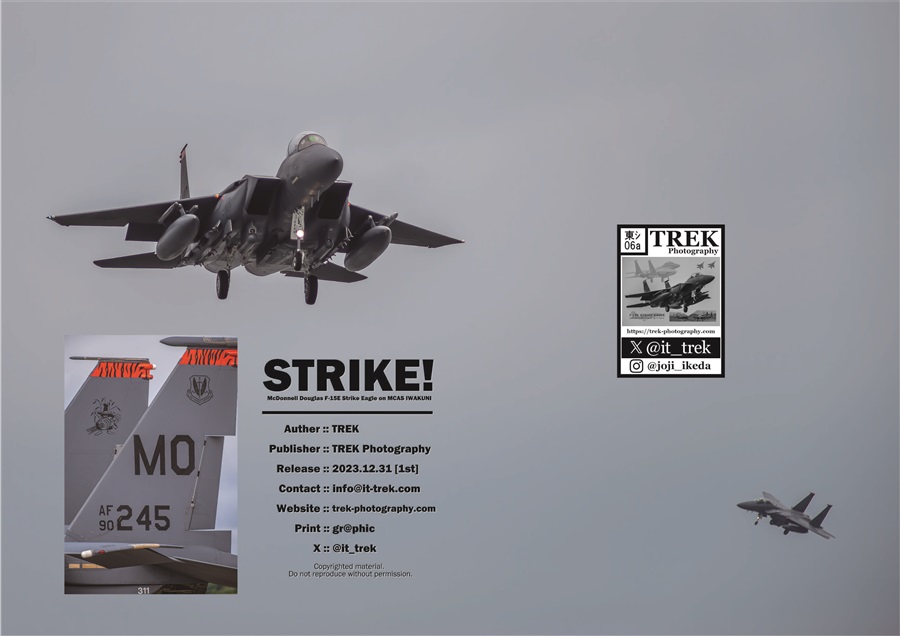 MO
AF
90 245
311
STRIKE!
McDonnell Douglas F-15E Strike Eagle on MCAS IWAKUNI
Auther :: TREK
Publisher :: TREK Photography
Release :: 2023.12.31 [1st]
Contact :: info@it-trek.com
Website :: trek-photography.com
Print :: gr@phic
X :: @it_trek
Copyrighted material.
Do not reproduce without permission.
東シ
06a
TREK
Photography
https://trek-photography.com
X @it_trek
@joji_ikeda